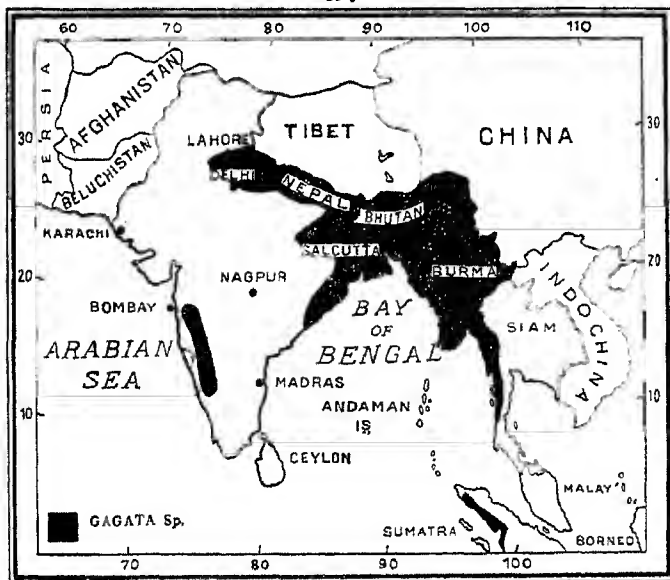 60 70 80 90 100 110
PERSIA
AFGHANISTAN
BELUCHISTAN
LAHORE
TIBET
CHINA
30 30
DELHI
NEPAL
BHUTAN
KARACHI
SALCUTTA
BURMA
INDOCHINA
20 20
NAGPUR
BOMBAY
BAY
OF
BENGAL
SIAM
ARABIAN
SEA
MADRAS
ANDAMAN
IS
10 10
CEYLON
MALAY
GAGATA Sp.
SUMATRA
BORNEO
70 80 90 100